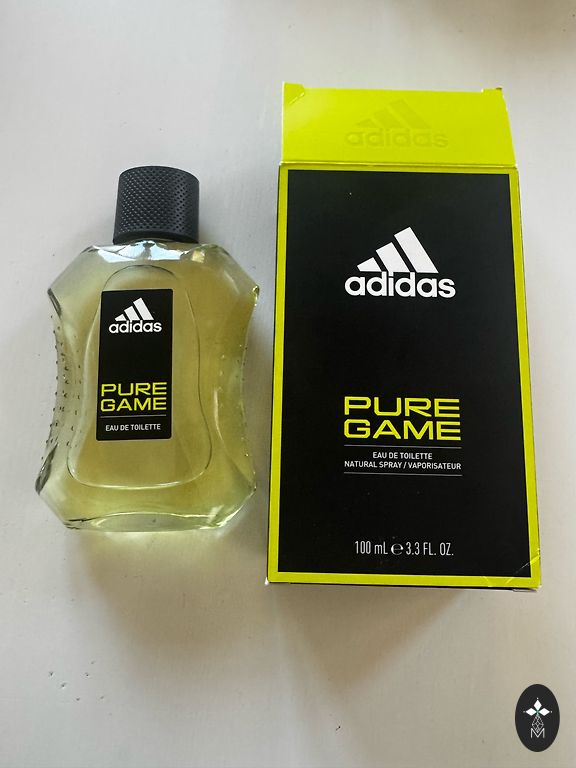 adidas
PURE
GAME
EAU DE TOILETTE
adidas
adidas
PURE
GAME
EAU DE TOILETTE
NATURAL SPRAY / VAPORISATEUR
100 mL ℮ 3.3 FL. OZ.
M